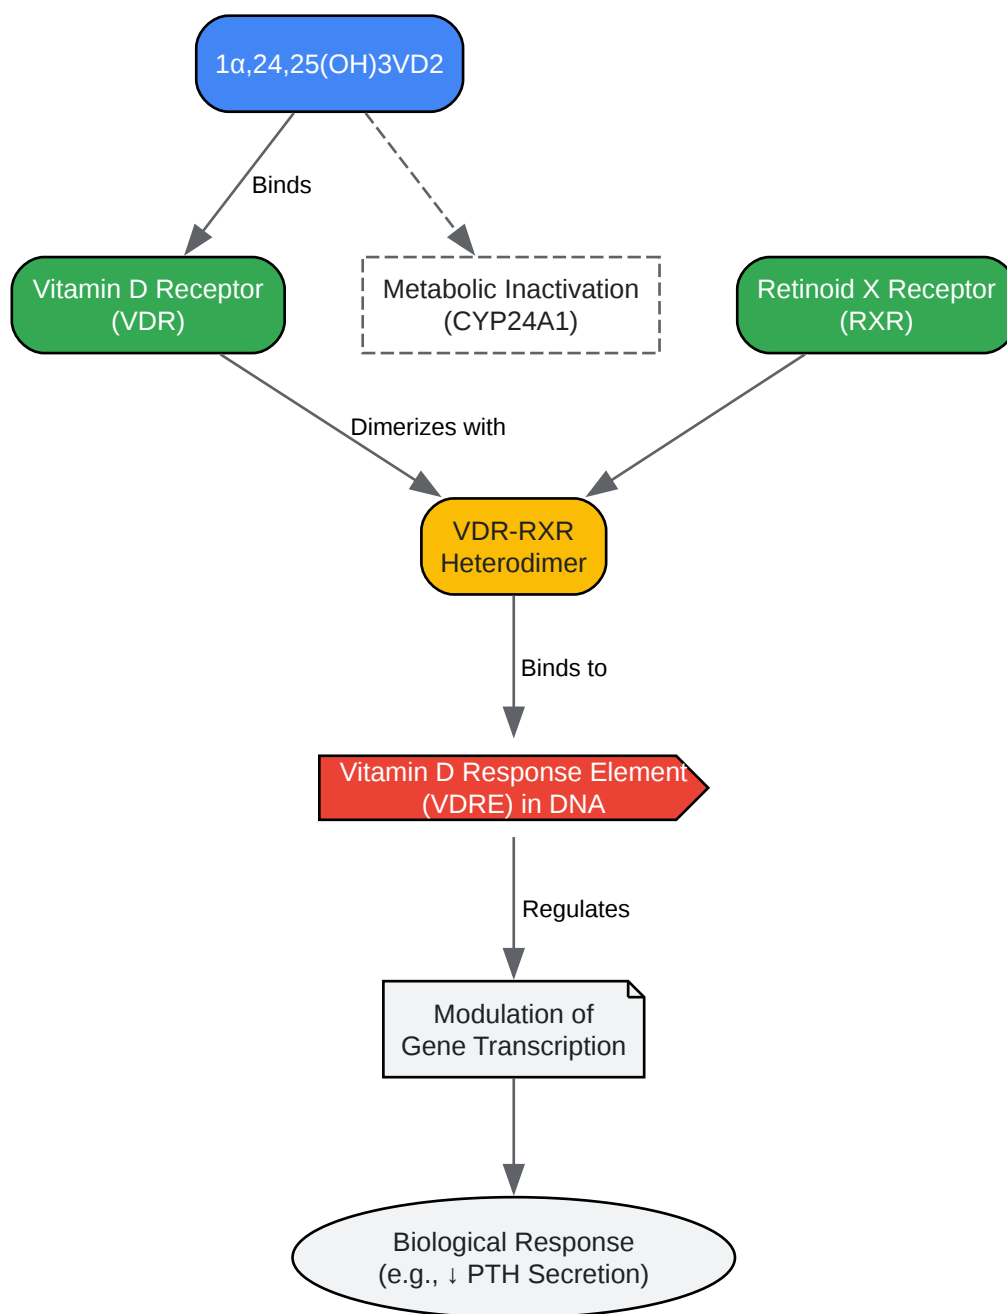 1α,24,25(OH)3VD2
Binds
Vitamin D Receptor
(VDR)
Metabolic Inactivation
(CYP24A1)
Retinoid X Receptor
(RXR)
Dimerizes with
VDR-RXR
Heterodimer
Binds to
Vitamin D Response Element
(VDRE) in DNA
Regulates
Modulation of
Gene Transcription
Biological Response
(e.g., ↓ PTH Secretion)